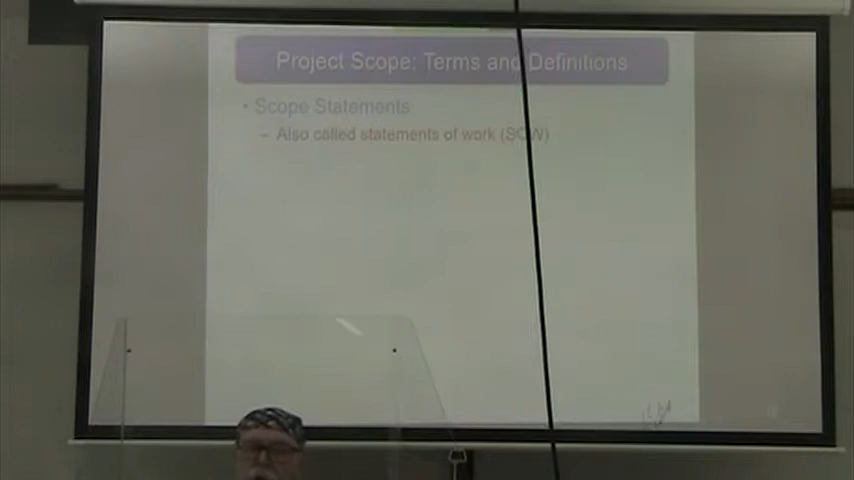 Project Scope: Terms and Definitions
• Scope Statements
– Also called statements of work (SOW)